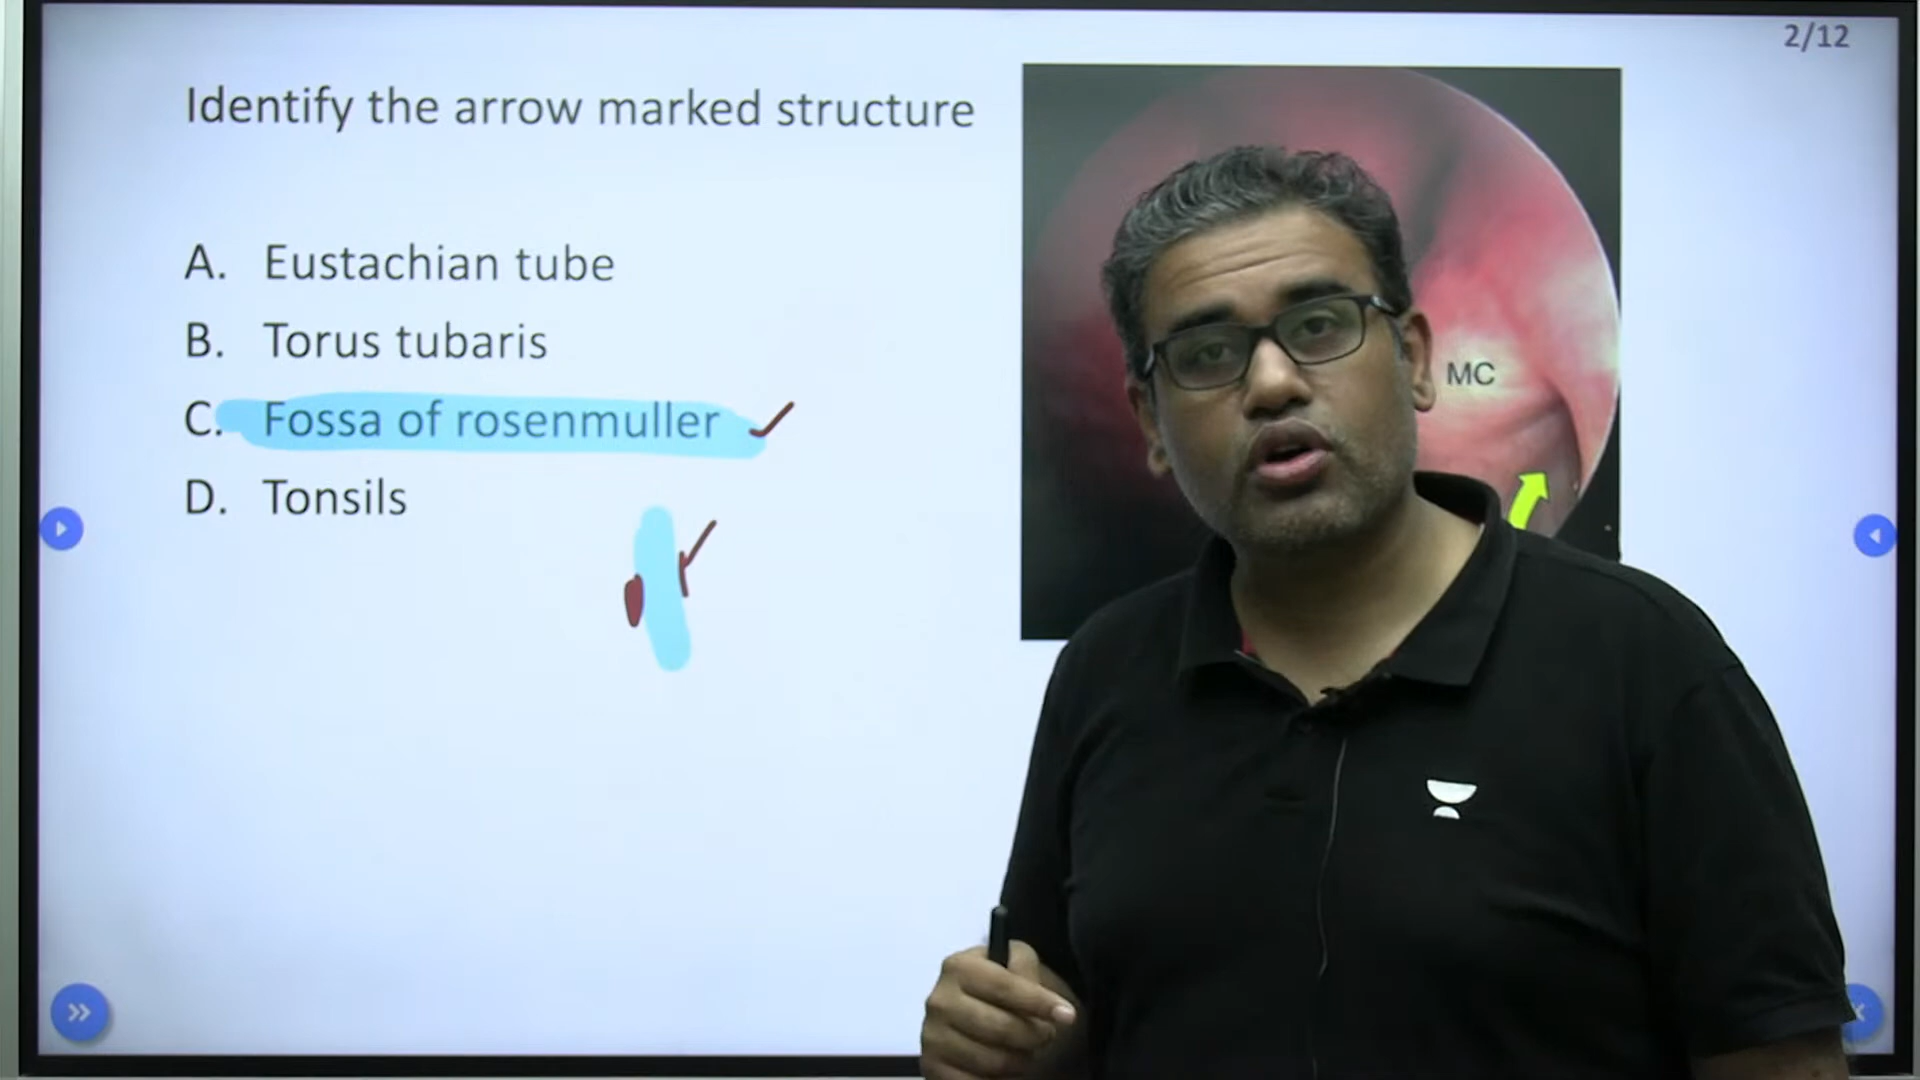 2/12
Identify the arrow marked structure
A. Eustachian tube
B. Torus tubaris
C. Fossa of rosenmuller
D. Tonsils
MC